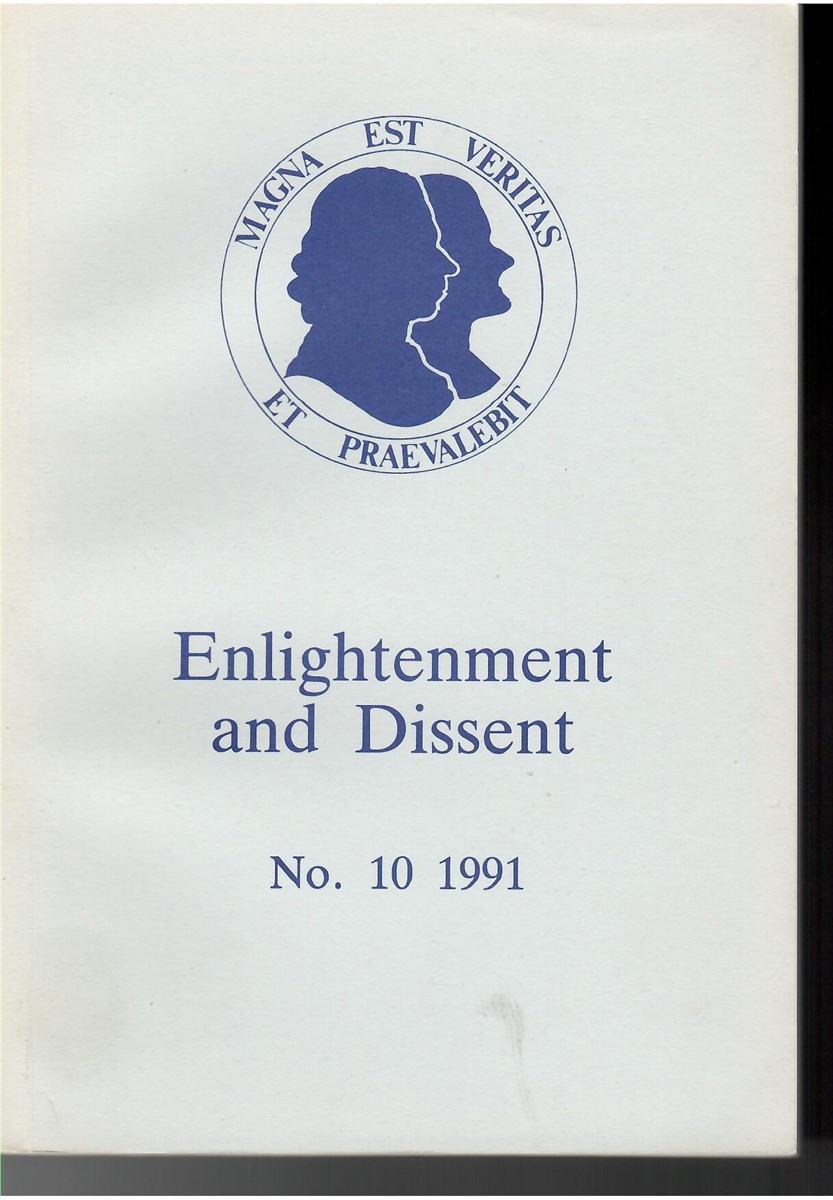 MAGNA EST VERITAS
ET PRAEVALEBIT
Enlightenment
and Dissent
No. 10 1991